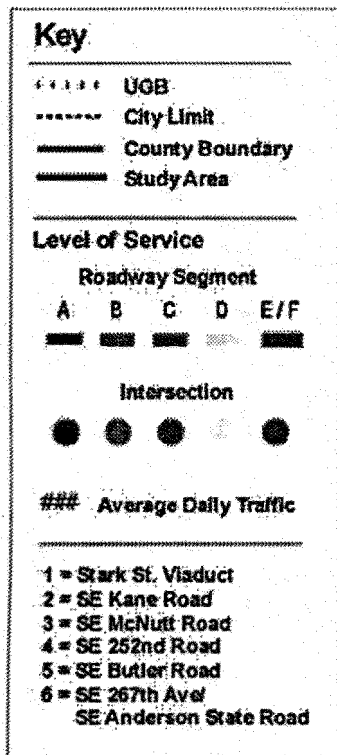 Key
UGB
City Limit
County Boundary
Study Area
Level of Service
Roadway Segment
A B C D E/F
Intersection
### Average Daily Traffic
1 = Stark St. Viaduct
2 = SE Kane Road
3 = SE McNutt Road
4 = SE 252nd Road
5 = SE Butler Road
6 = SE 267th Ave/
SE Anderson State Road